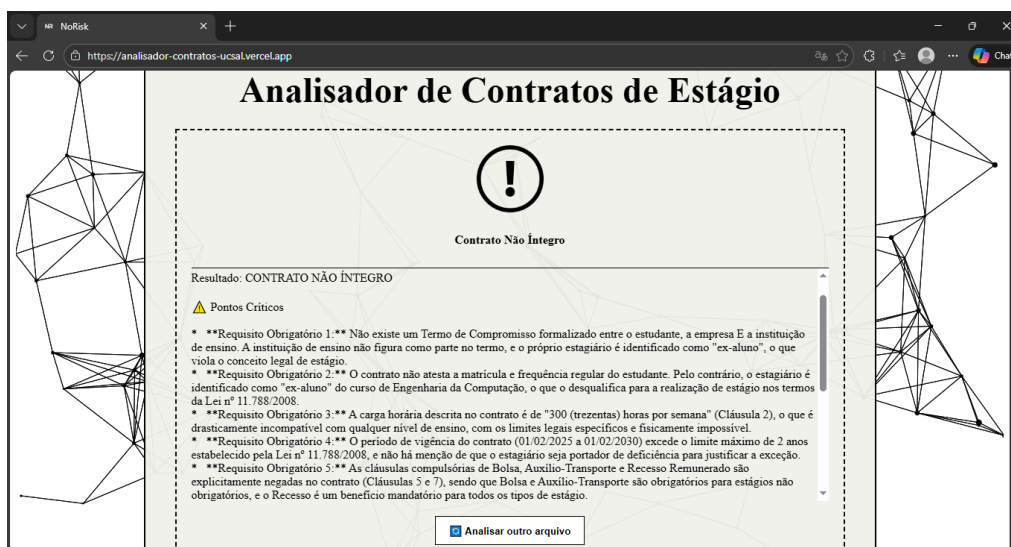 NR NoRisk
https://analisador-contratos-ucsal.vercel.app
Chat
Analisador de Contratos de Estágio
!
Contrato Não Íntegro
Resultado: CONTRATO NÃO ÍNTEGRO
⚠ Pontos Críticos
* **Requisito Obrigatório 1:** Não existe um Termo de Compromisso formalizado entre o estudante, a empresa E a instituição
de ensino. A instituição de ensino não figura como parte no termo, e o próprio estagiário é identificado como "ex-aluno", o que
viola o conceito legal de estágio.
* **Requisito Obrigatório 2:** O contrato não atesta a matrícula e frequência regular do estudante. Pelo contrário, o estagiário é
identificado como "ex-aluno" do curso de Engenharia da Computação, o que o desqualifica para a realização de estágio nos termos
da Lei nº 11.788/2008.
* **Requisito Obrigatório 3:** A carga horária descrita no contrato é de "300 (trezentas) horas por semana" (Cláusula 2), o que é
drasticamente incompatível com qualquer nível de ensino, com os limites legais específicos e fisicamente impossível.
* **Requisito Obrigatório 4:** O período de vigência do contrato (01/02/2025 a 01/02/2030) excede o limite máximo de 2 anos
estabelecido pela Lei nº 11.788/2008, e não há menção de que o estagiário seja portador de deficiência para justificar a exceção.
* **Requisito Obrigatório 5:** As cláusulas compulsórias de Bolsa, Auxílio-Transporte e Recesso Remunerado são
explicitamente negadas no contrato (Cláusulas 5 e 7), sendo que Bolsa e Auxílio-Transporte são obrigatórios para estágios não
obrigatórios, e o Recesso é um benefício mandatório para todos os tipos de estágio.
Analisar outro arquivo